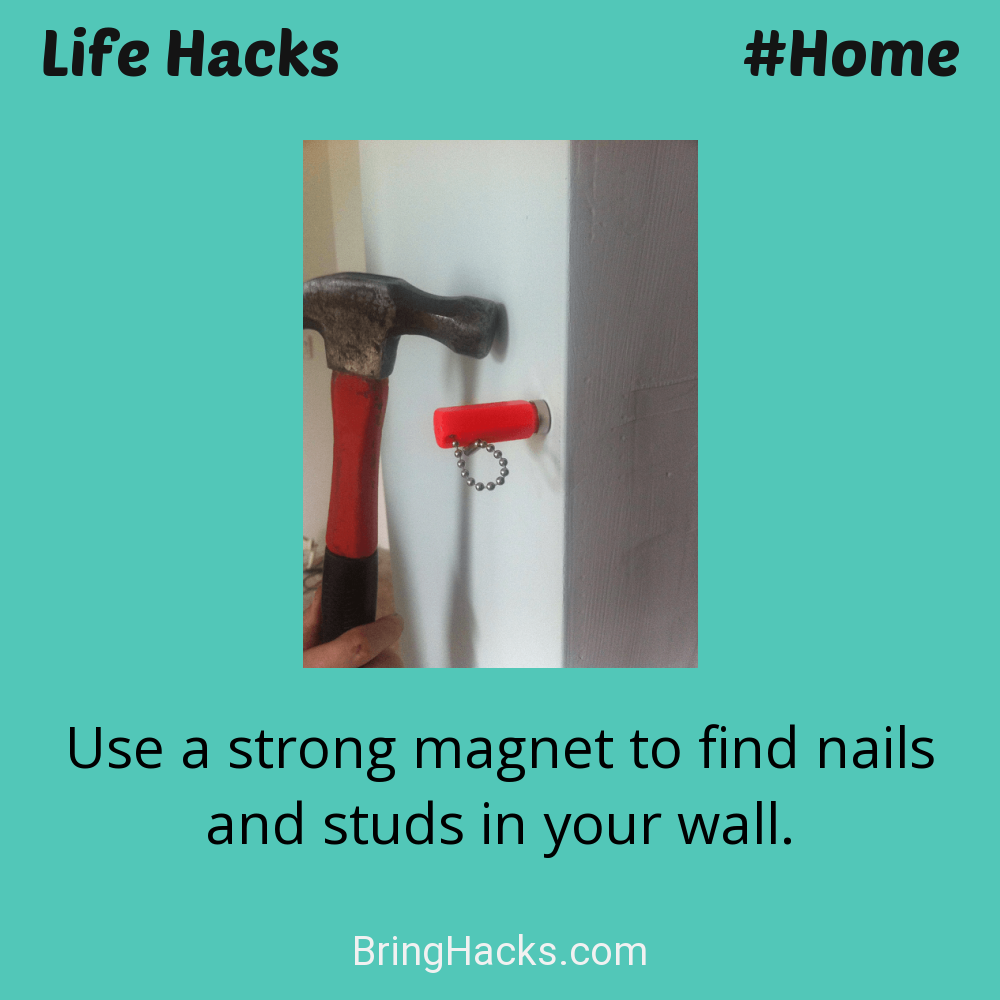 Life Hacks
#Home
Use a strong magnet to find nails
and studs in your wall.
BringHacks.com